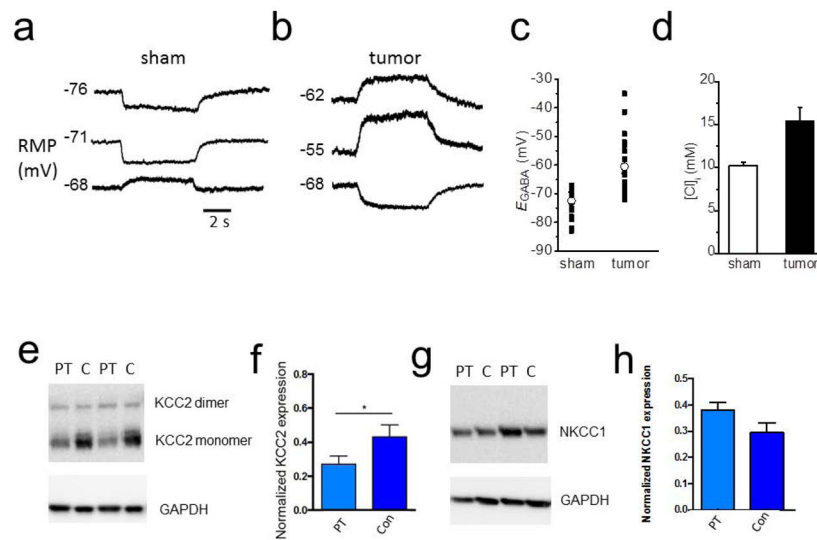 a
b
c
d
sham
tumor
-76
-71
RMP
(mV)
-68
2 s
-62
-55
-68
-30
-40
-50
-60
-70
-80
-90
EGABA (mV)
sham tumor
20
15
10
5
0
[Cl]i (mM)
sham tumor
e
f
g
h
PT C PT C
KCC2 dimer
KCC2 monomer
GAPDH
Normalized KCC2 expression
0.8
0.6
0.4
0.2
0.0
*
PT Con
PT C PT C
NKCC1
GAPDH
Normalized NKCC1 expression
0.5
0.4
0.3
0.2
0.1
0.0
PT Con